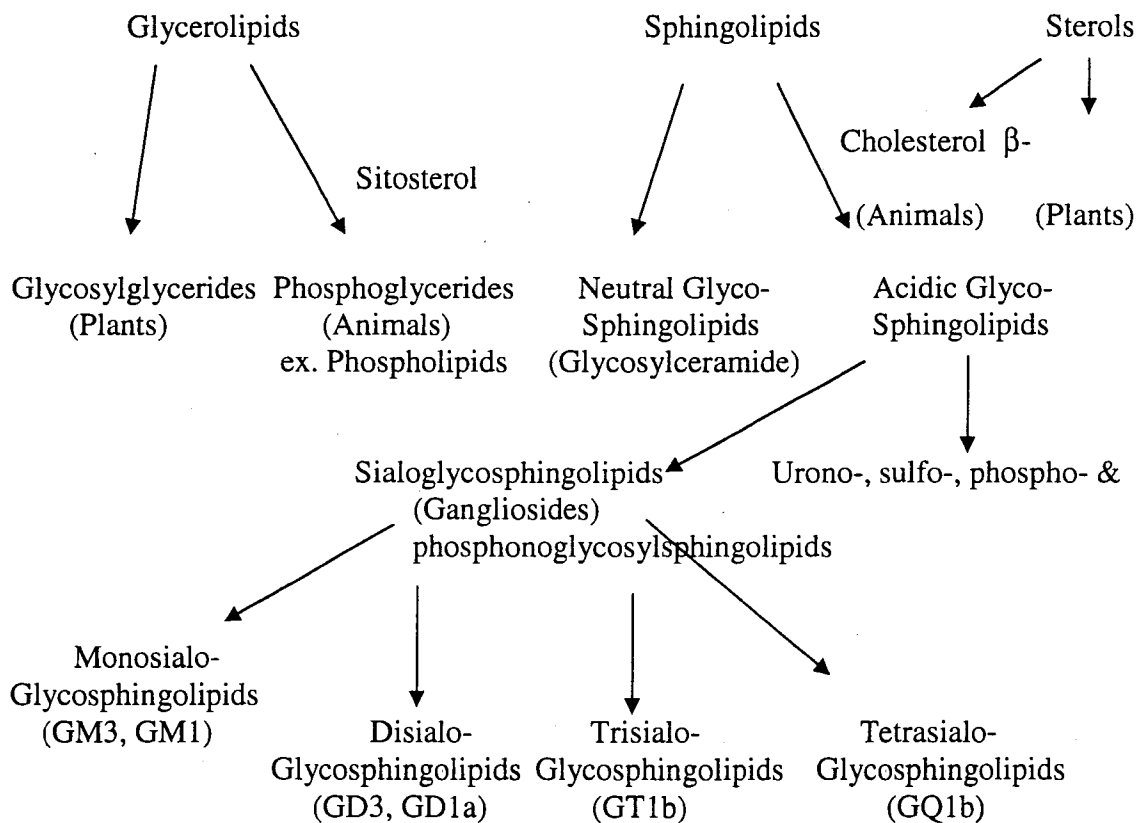 Glycerolipids
Sphingolipids
Sterols
Cholesterol β-
Sitosterol
(Animals)
(Plants)
Glycosylglycerides
(Plants)
Phosphoglycerides
(Animals)
ex. Phospholipids
Neutral Glyco-
Sphingolipids
(Glycosylceramide)
Acidic Glyco-
Sphingolipids
Sialoglycosphingolipids
(Gangliosides)
phosphonoglycosylsphingolipids
Urono-, sulfo-, phospho- &
Monosialo-
Glycosphingolipids
(GM3, GM1)
Disialo-
Glycosphingolipids
(GD3, GD1a)
Trisialo-
Glycosphingolipids
(GT1b)
Tetrasialo-
Glycosphingolipids
(GQ1b)